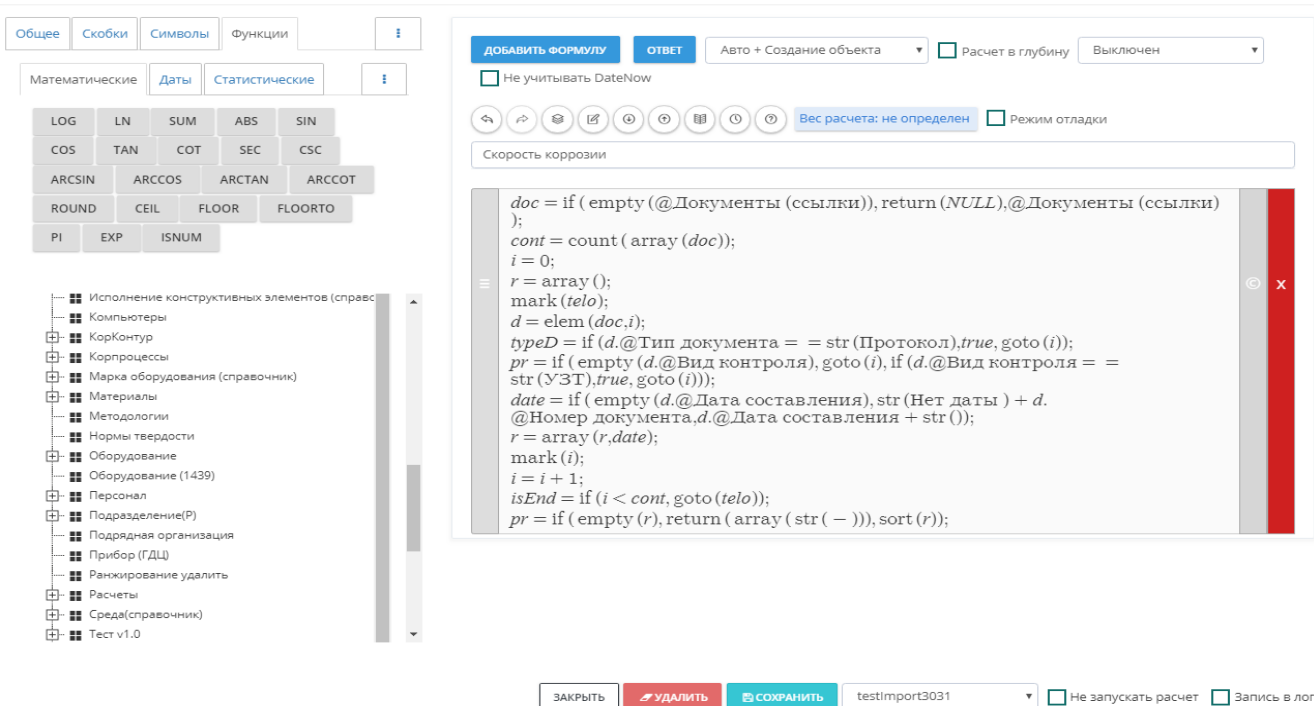 Общее Скобки Символы Функции
Математические Даты Статистические
LOG LN SUM ABS SIN
COS TAN COT SEC CSC
ARCSIN ARCCOS ARCTAN ARCCOT
ROUND CEIL FLOOR FLOORTO
PI EXP ISNUM
Исполнение конструктивных элементов (справс
Компьютеры
КорКонтур
Корпроцессы
Марка оборудования (справочник)
Материалы
Методологии
Нормы твердости
Оборудование
Оборудование (1439)
Персонал
Подразделение(Р)
Подрядная организация
Прибор (ГДЦ)
Ранжирование удалить
Расчеты
Среда(справочник)
Тест v1.0
ДОБАВИТЬ ФОРМУЛУ ОТВЕТ Авто + Создание объекта Расчет в глубину Выключен
Не учитывать DateNow
Вес расчета: не определен Режим отладки
Скорость коррозии
doc = if ( empty (@Документы (ссылки)), return (NULL),@Документы (ссылки)
);
cont = count ( array (doc));
i = 0;
r = array ();
mark (telo);
d = elem (doc,i);
typeD = if (d.@Тип документа = = str (Протокол),true, goto (i));
pr = if ( empty (d.@Вид контроля), goto (i), if (d.@Вид контроля = =
str (УЗТ),true, goto (i)));
date = if ( empty (d.@Дата составления), str (Нет даты ) + d.
@Номер документа,d.@Дата составления + str ());
r = array (r,date);
mark (i);
i = i + 1;
isEnd = if (i < cont, goto (telo));
pr = if ( empty (r), return ( array ( str ( − ))), sort (r));
© X
ЗАКРЫТЬ УДАЛИТЬ СОХРАНИТЬ testImport3031 Не запускать расчет Запись в лог